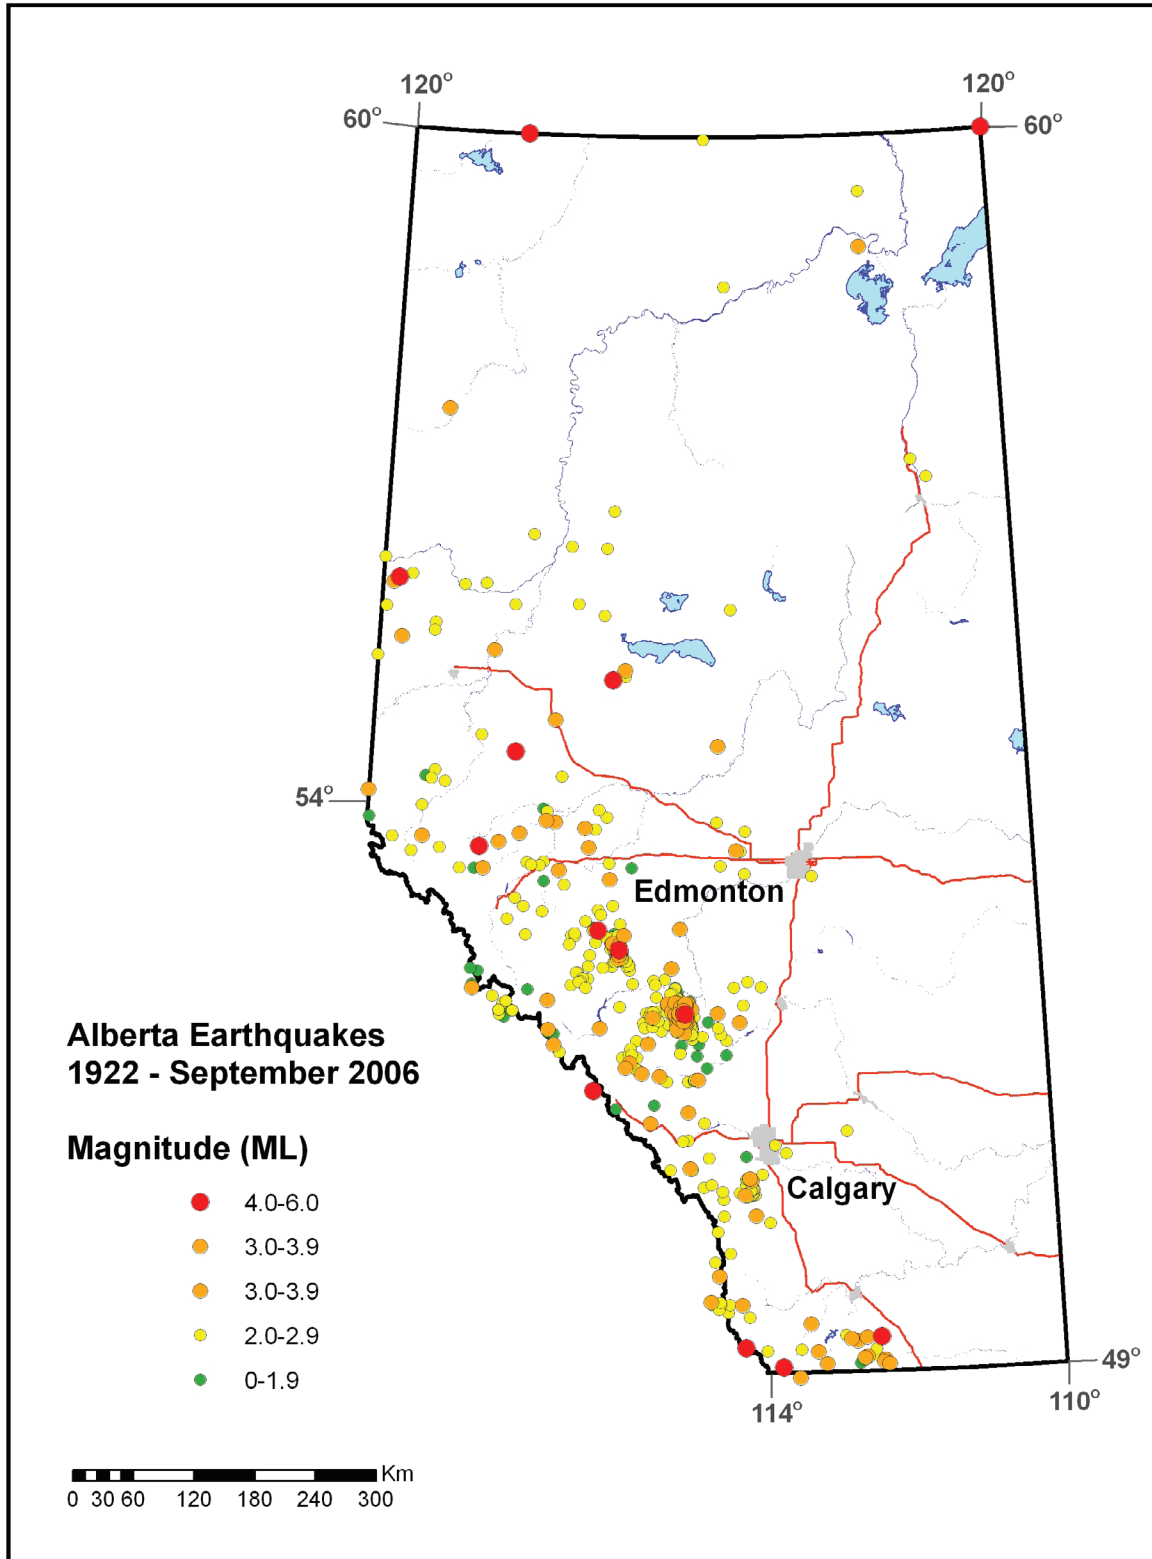 120°
120°
60°
60°
54°
Edmonton
Alberta Earthquakes
1922 - September 2006
Magnitude (ML)
4.0-6.0
Calgary
3.0-3.9
3.0-3.9
2.0-2.9
0-1.9
49°
114°
110°
Km
0 30 60 120 180 240 300